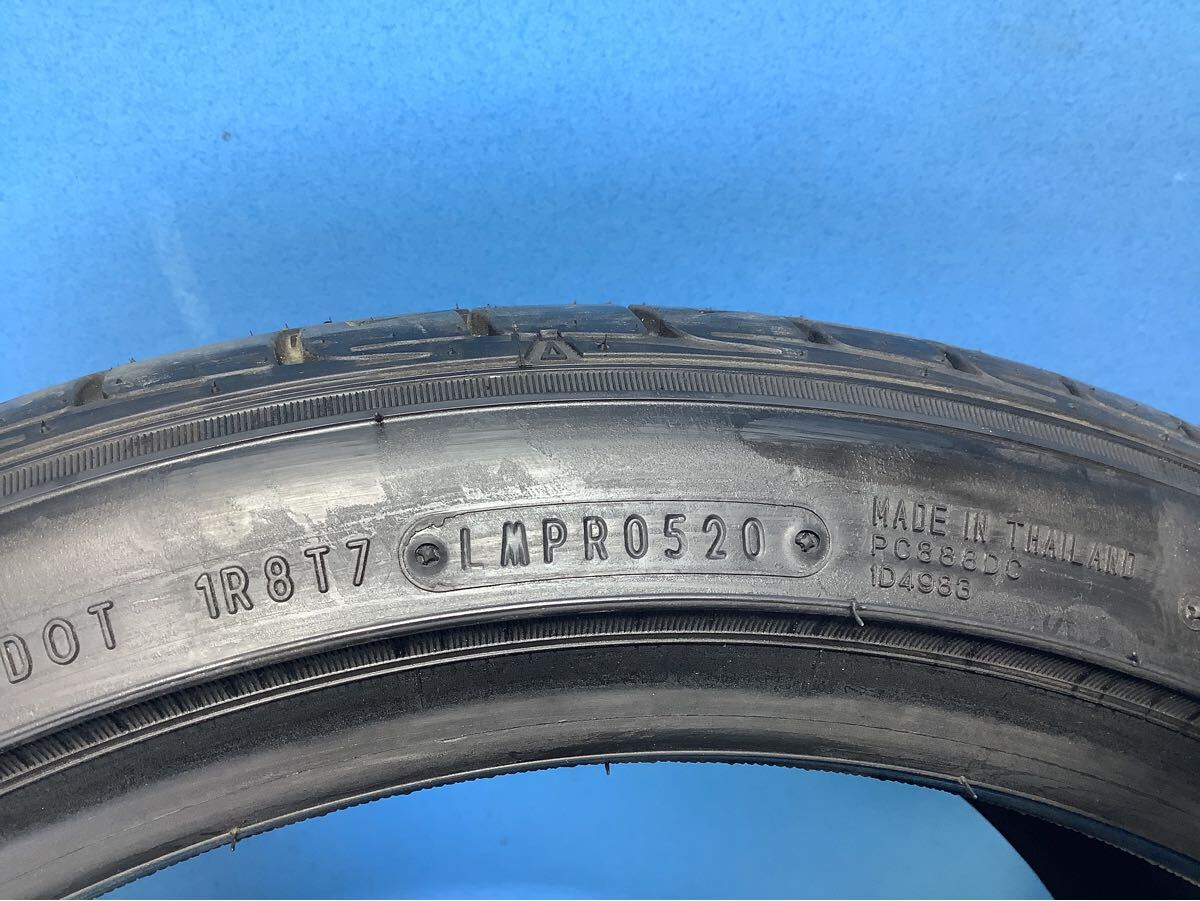 DOT 1R8T7 LMPR0520
MADE IN THAILAND
PC888DC
1D4983